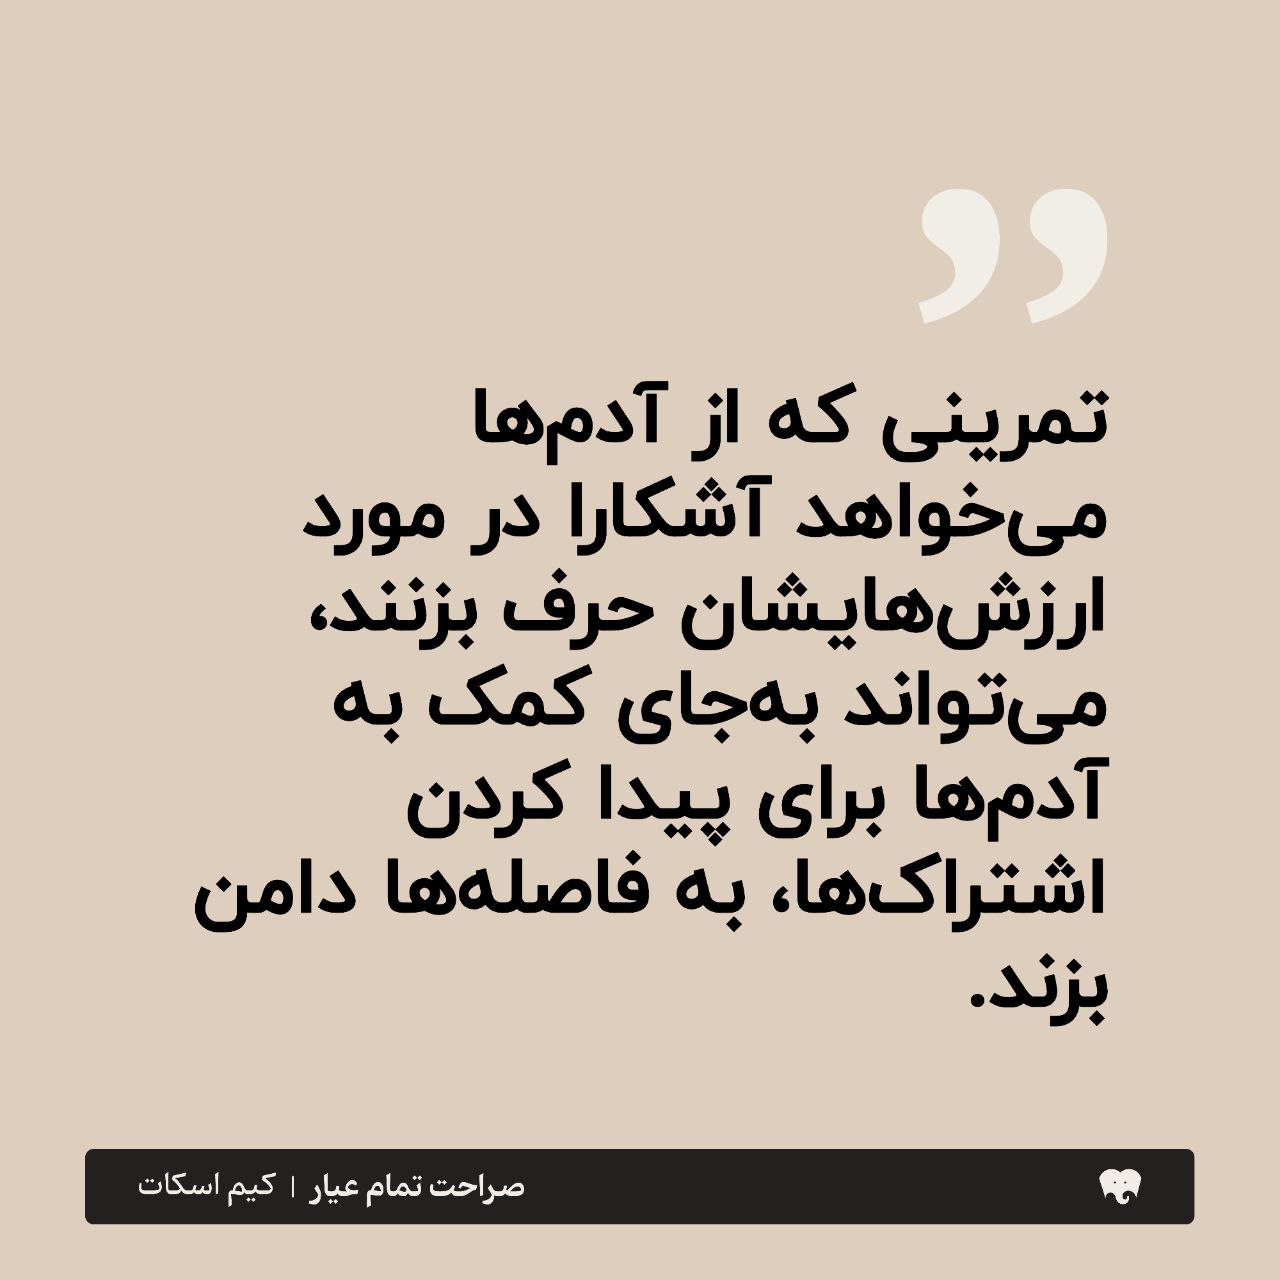 ”
تمرینی که از آدم‌ها
می‌خواهد آشکارا در مورد
ارزش‌هایشان حرف بزنند،
می‌تواند به‌جای کمک به
آدم‌ها برای پیدا کردن
اشتراک‌ها، به فاصله‌ها دامن
بزند.
صراحت تمام عیار | کیم اسکات